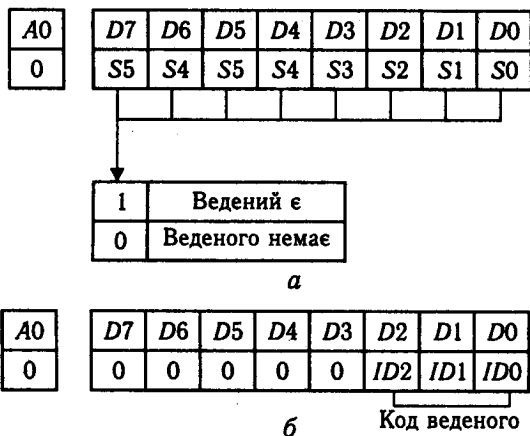 A0 D7 D6 D5 D4 D3 D2 D1 D0
0 S5 S4 S5 S4 S3 S2 S1 S0
1 Ведений є
0 Веденого немає
а
A0 D7 D6 D5 D4 D3 D2 D1 D0
0 0 0 0 0 0 ID2 ID1 ID0
Код веденого
б